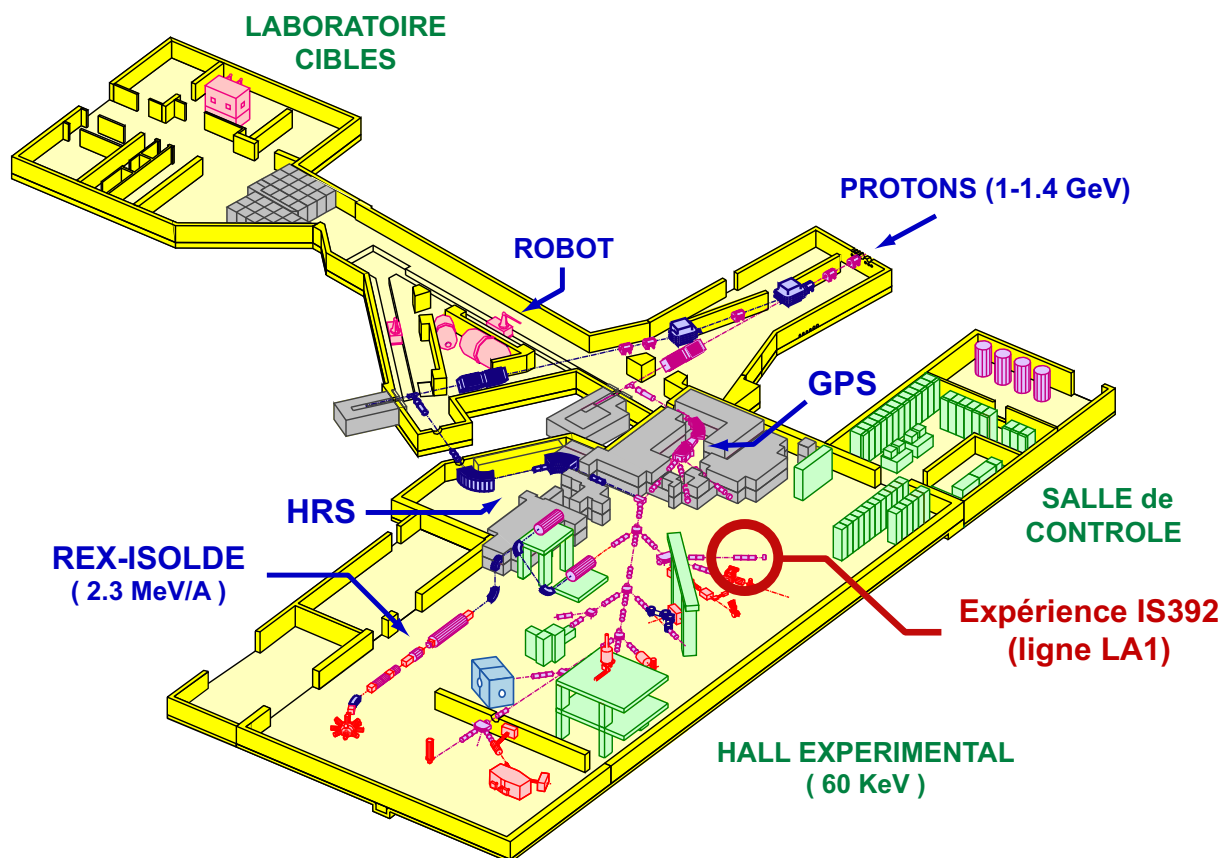 LABORATOIRE
CIBLES
PROTONS (1-1.4 GeV)
ROBOT
GPS
HRS
SALLE de
CONTROLE
REX-ISOLDE
( 2.3 MeV/A )
Expérience IS392
(ligne LA1)
HALL EXPERIMENTAL
( 60 KeV )